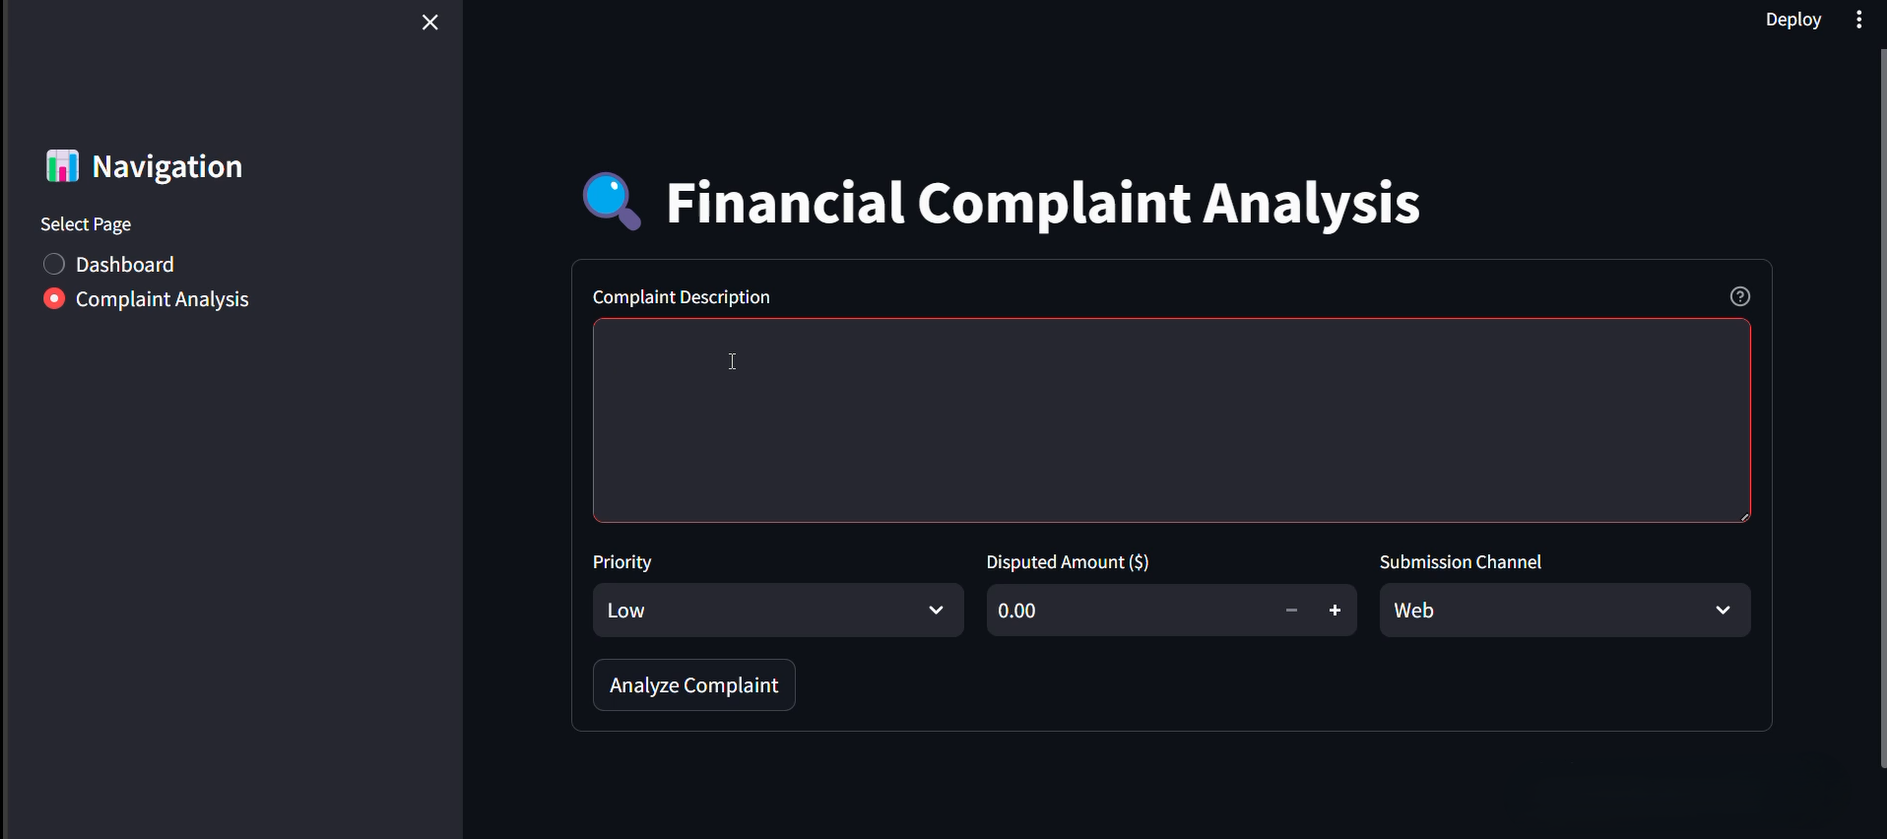 Deploy
Navigation
Select Page
Dashboard
Complaint Analysis
Financial Complaint Analysis
Complaint Description
Priority
Disputed Amount ($)
Submission Channel
Low
0.00
Web
Analyze Complaint